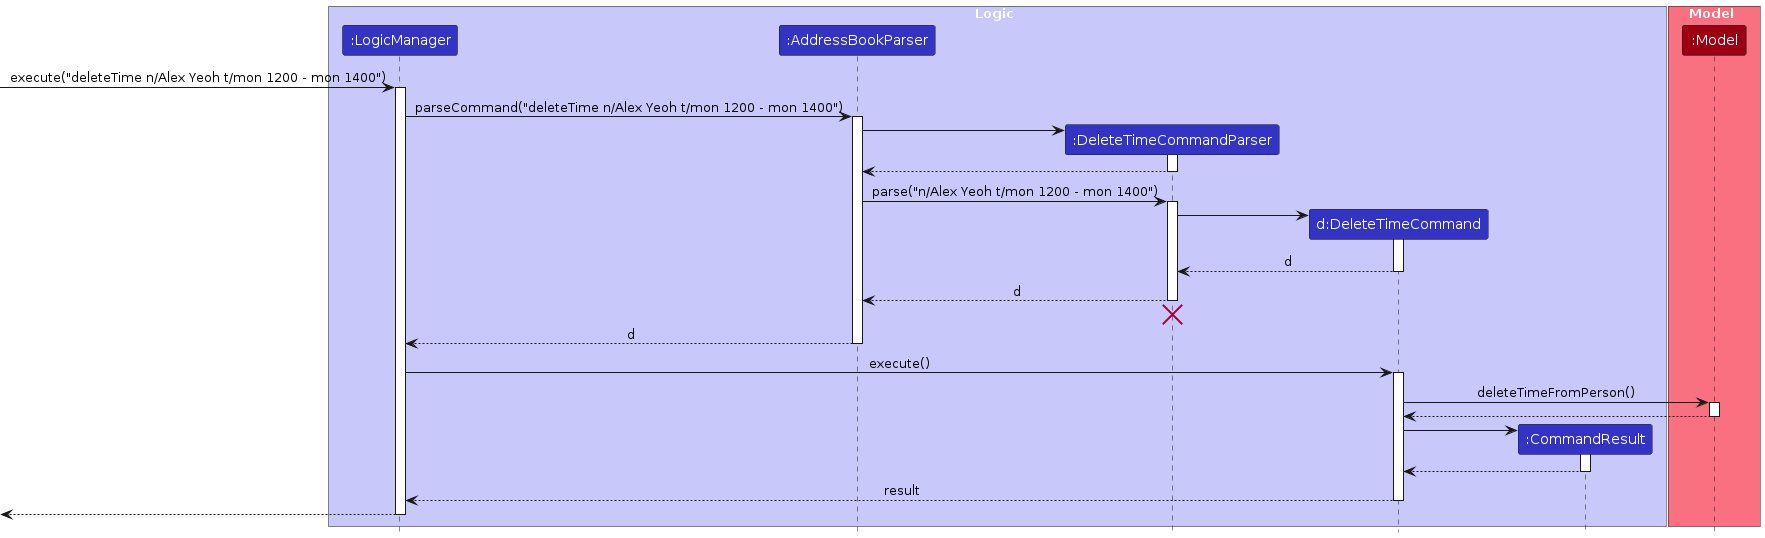 Logic
Model
:LogicManager
:AddressBookParser
:Model
execute("deleteTime n/Alex Yeoh t/mon 1200 - mon 1400")
parseCommand("deleteTime n/Alex Yeoh t/mon 1200 - mon 1400")
:DeleteTimeCommandParser
parse("n/Alex Yeoh t/mon 1200 - mon 1400")
d:DeleteTimeCommand
d
d
d
execute()
deleteTimeFromPerson()
:CommandResult
result